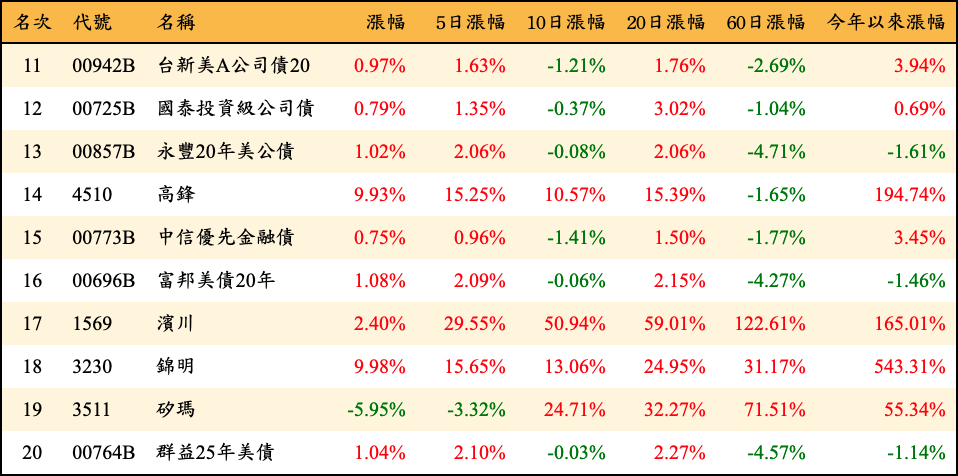 名次 代號 名稱 漲幅 5日漲幅 10日漲幅 20日漲幅 60日漲幅 今年以來漲幅
11 00942B 台新美A公司債20 0.97% 1.63% -1.21% 1.76% -2.69% 3.94%
12 00725B 國泰投資級公司債 0.79% 1.35% -0.37% 3.02% -1.04% 0.69%
13 00857B 永豐20年美公債 1.02% 2.06% -0.08% 2.06% -4.71% -1.61%
14 4510 高鋒 9.93% 15.25% 10.57% 15.39% -1.65% 194.74%
15 00773B 中信優先金融債 0.75% 0.96% -1.41% 1.50% -1.77% 3.45%
16 00696B 富邦美債20年 1.08% 2.09% -0.06% 2.15% -4.27% -1.46%
17 1569 濱川 2.40% 29.55% 50.94% 59.01% 122.61% 165.01%
18 3230 錦明 9.98% 15.65% 13.06% 24.95% 31.17% 543.31%
19 3511 矽瑪 -5.95% -3.32% 24.71% 32.27% 71.51% 55.34%
20 00764B 群益25年美債 1.04% 2.10% -0.03% 2.27% -4.57% -1.14%